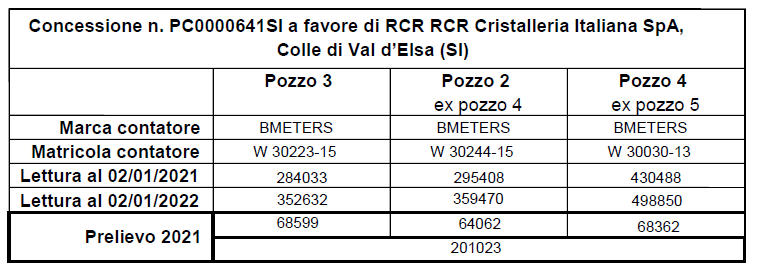 Concessione n. PC0000641SI a favore di RCR RCR Cristalleria Italiana SpA,
Colle di Val d'Elsa (SI)
Pozzo 3 Pozzo 2 Pozzo 4
ex pozzo 4 ex pozzo 5
Marca contatore BMETERS BMETERS BMETERS
Matricola contatore W 30223-15 W 30244-15 W 30030-13
Lettura al 02/01/2021 284033 295408 430488
Lettura al 02/01/2022 352632 359470 498850
Prelievo 2021 68599 64062 68362
201023